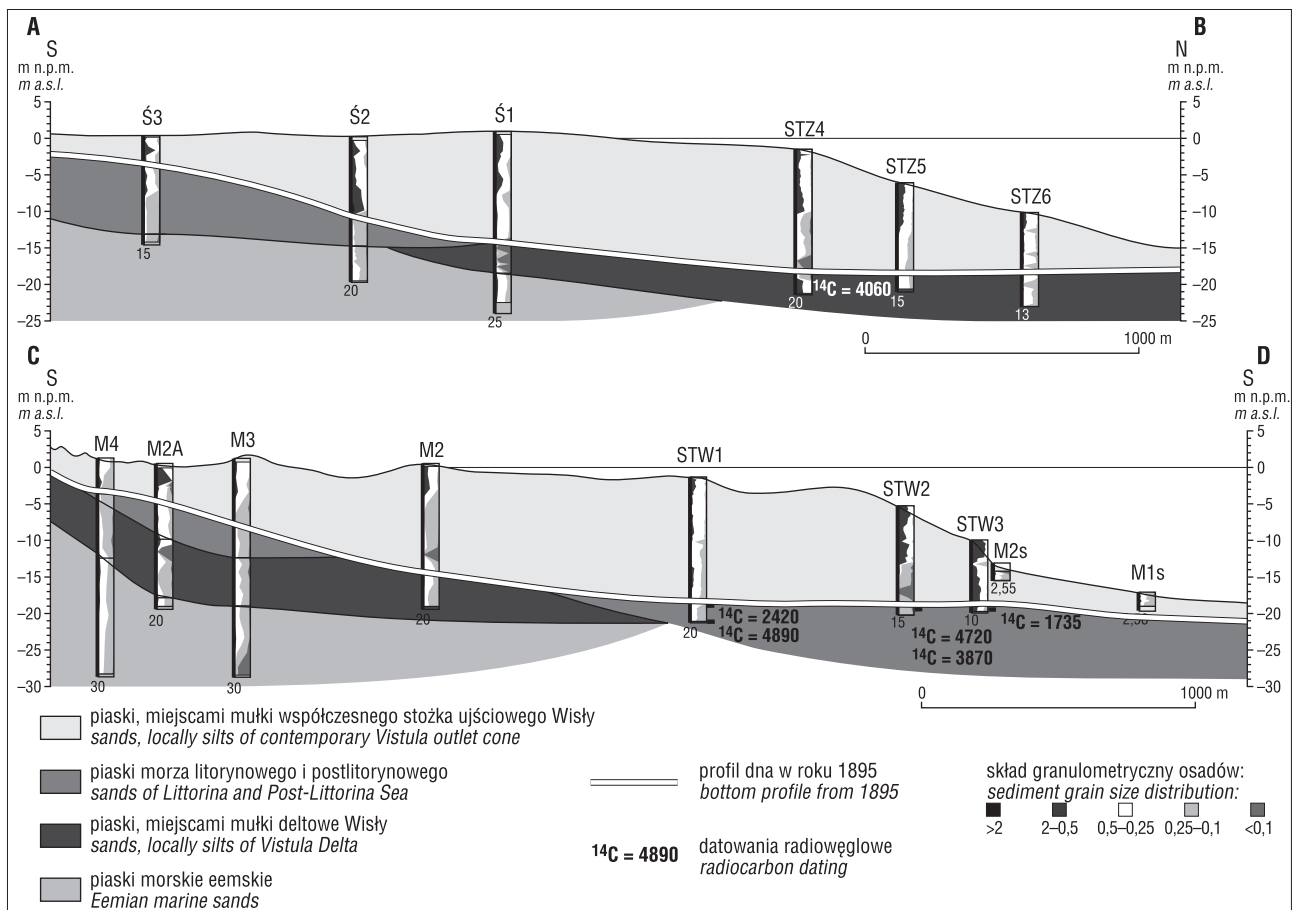 A
B
S
N
m n.p.m.
m a.s.l.
m n.p.m.
m a.s.l.
Ś3
Ś2
Ś1
STZ4
STZ5
STZ6
5
0
–5
–10
–15
–20
–25
5
0
–5
–10
–15
–20
–25
15
20
25
20
¹⁴C = 4060
15
13
0
1000 m
C
D
S
S
m n.p.m.
m a.s.l.
m n.p.m.
m a.s.l.
M4
M2A
M3
M2
STW1
STW2
STW3
M2s
M1s
5
0
–5
–10
–15
–20
–25
–30
5
0
–5
–10
–15
–20
–25
–30
30
20
30
20
20
¹⁴C = 2420
¹⁴C = 4890
15
¹⁴C = 4720
¹⁴C = 3870
10
¹⁴C = 1735
2,55
0
1000 m
piaski, miejscami mułki współczesnego stożka ujściowego Wisły
sands, locally silts of contemporary Vistula outlet cone
piaski morza litorynowego i postlitorynowego
sands of Littorina and Post-Littorina Sea
piaski, miejscami mułki deltowe Wisły
sands, locally silts of Vistula Delta
piaski morskie eemskie
Eemian marine sands
profil dna w roku 1895
bottom profile from 1895
¹⁴C = 4890
datowania radiowęglowe
radiocarbon dating
skład granulometryczny osadów:
sediment grain size distribution:
>2
2–0,5
0,5–0,25
0,25–0,1
<0,1